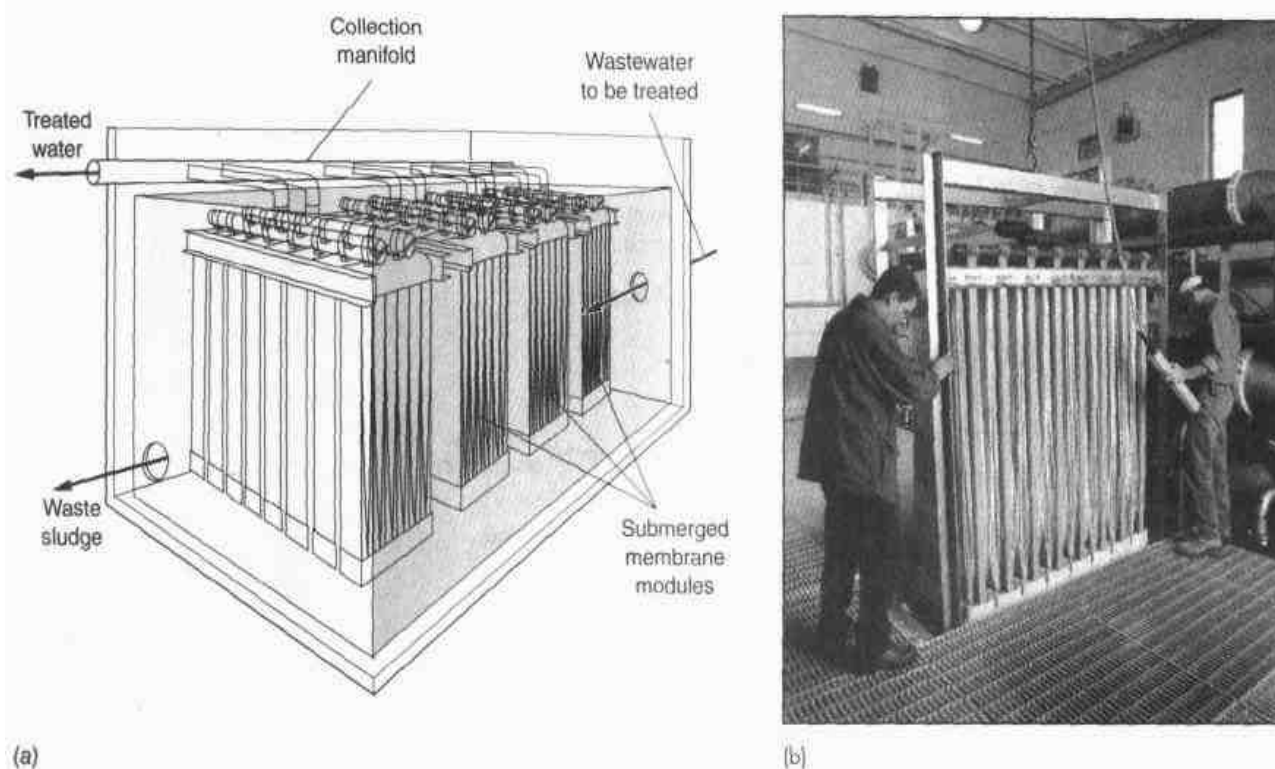 Collection
manifold
Wastewater
to be treated
Treated
water
Waste
sludge
Submerged
membrane
modules
(a)
(b)